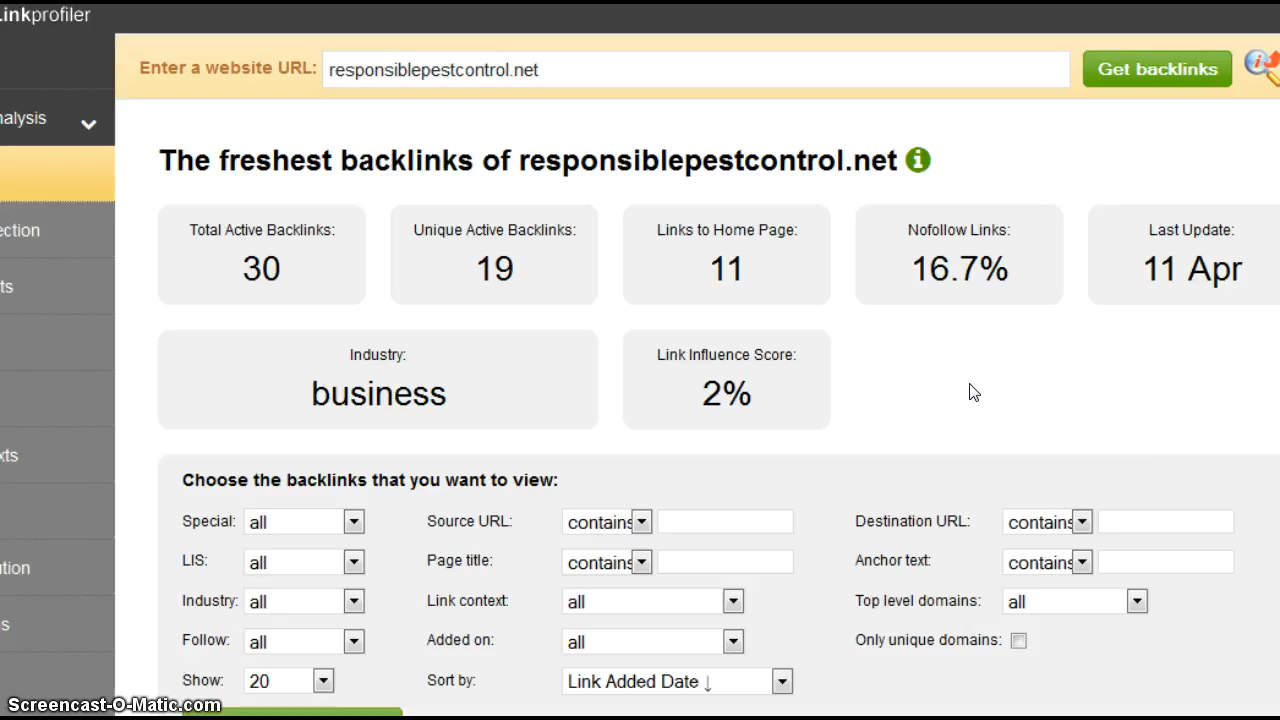 Linkprofiler
Enter a website URL: responsiblepestcontrol.net Get backlinks
nalysis
The freshest backlinks of responsiblepestcontrol.net
Total Active Backlinks: Unique Active Backlinks: Links to Home Page: Nofollow Links: Last Update:
30 19 11 16.7% 11 Apr
ection
ts
Industry: Link Influence Score:
business 2%
xts
Choose the backlinks that you want to view:
Special: all Source URL: contains Destination URL: contains
LIS: all Page title: contains Anchor text: contains
ution
Industry: all Link context: all Top level domains: all
s
Follow: all Added on: all Only unique domains:
Show: 20 Sort by: Link Added Date ↓
Screencast-O-Matic.com